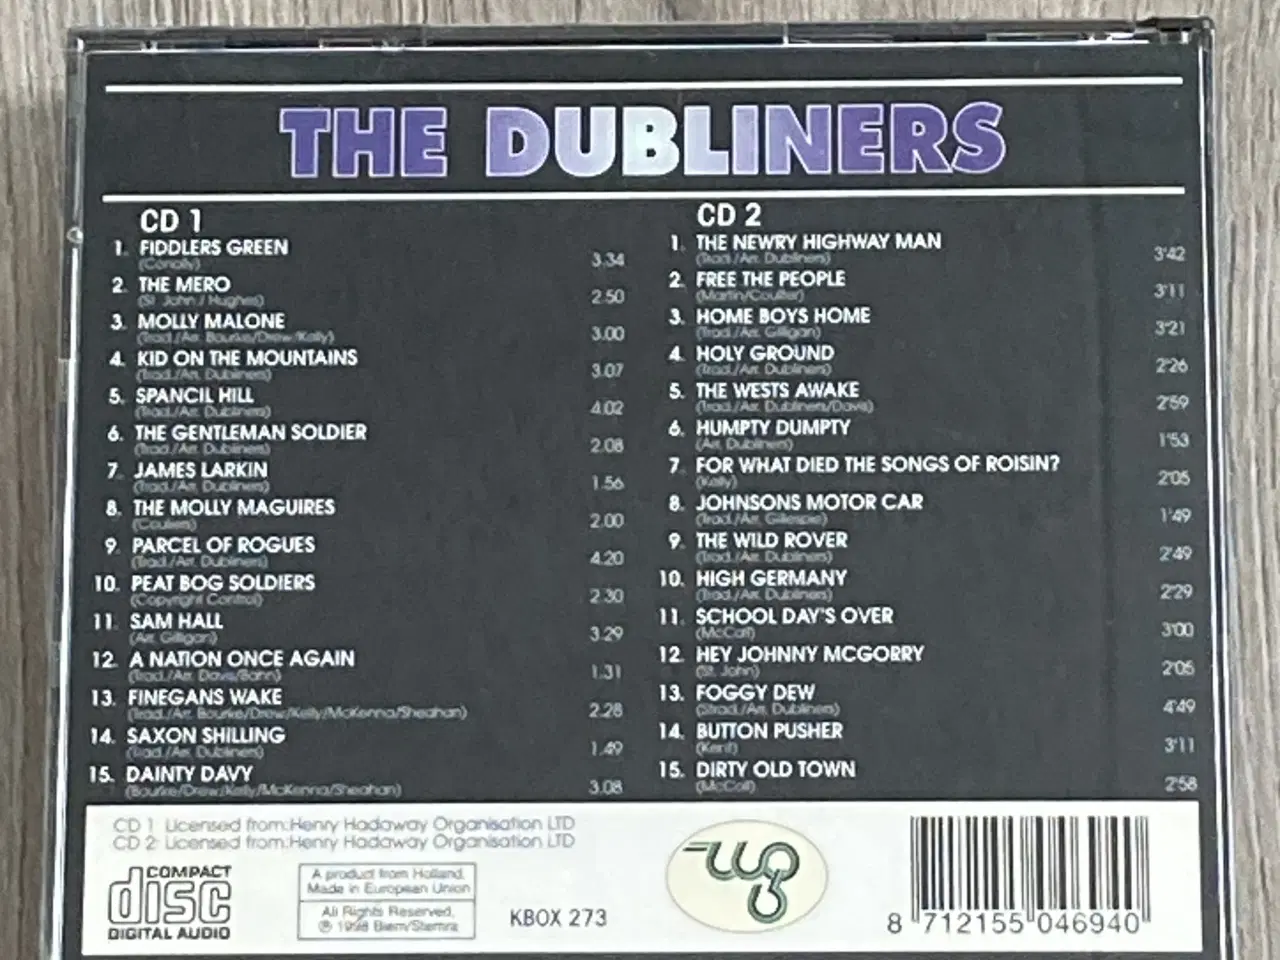 THE DUBLINERS
CD 1
1. FIDDLERS GREEN 3.34
(Conolly)
2. THE MERO 2.50
(St. John / Hughes)
3. MOLLY MALONE 3.00
(Trad./Arr. Bourke/Drew/Kelly)
4. KID ON THE MOUNTAINS 3.07
(Trad./Arr. Dubliners)
5. SPANCIL HILL 4.02
(Trad./Arr. Dubliners)
6. THE GENTLEMAN SOLDIER 2.08
(Trad./Arr. Dubliners)
7. JAMES LARKIN 1.56
(Trad./Arr. Dubliners)
8. THE MOLLY MAGUIRES 2.00
9. PARCEL OF ROGUES 4.20
(Trad./Arr. Dubliners)
10. PEAT BOG SOLDIERS 2.30
(Copyright Control)
11. SAM HALL 3.29
(Arr. Gilligan)
12. A NATION ONCE AGAIN 1.31
(Trad./Arr. Davis/Bahn)
13. FINEGANS WAKE 2.28
(Trad./Arr. Bourke/Drew/Kelly/McKenna/Sheahan)
14. SAXON SHILLING 1.49
(Trad./Arr. Dubliners)
15. DAINTY DAVY 3.08
(Bourke/Drew/Kelly/McKenna/Sheahan)
CD 2
1. THE NEWRY HIGHWAY MAN 3'42
(Trad./Arr. Dubliners)
2. FREE THE PEOPLE 3'11
(Martin/Coulter)
3. HOME BOYS HOME 3'21
(Trad./Arr. Gilligan)
4. HOLY GROUND 2'26
(Trad./Arr. Dubliners)
5. THE WESTS AWAKE 2'59
(Trad./Arr. Dubliners/Davis)
6. HUMPTY DUMPTY 1'53
(Arr. Dubliners)
7. FOR WHAT DIED THE SONGS OF ROISIN? 2'05
(Kelly)
8. JOHNSONS MOTOR CAR 1'49
(Trad./Arr. Gillespie)
9. THE WILD ROVER 2'49
(Trad./Arr. Dubliners)
10. HIGH GERMANY 2'29
(Trad./Arr. Dubliners)
11. SCHOOL DAY'S OVER 3'00
(McCall)
12. HEY JOHNNY MCGORRY 2'05
(St. John)
13. FOGGY DEW 4'49
(Strad./Arr. Dubliners)
14. BUTTON PUSHER 3'11
(Kent)
15. DIRTY OLD TOWN 2'58
(McColl)
CD 1: Licensed from:Henry Hadaway Organisation LTD
CD 2: Licensed from:Henry Hadaway Organisation LTD
COMPACT
disc
DIGITAL AUDIO
A product from Holland.
Made in European Union
All Rights Reserved.
℗ 1998 Biem/Stemra
KBOX 273
8 712155 046940